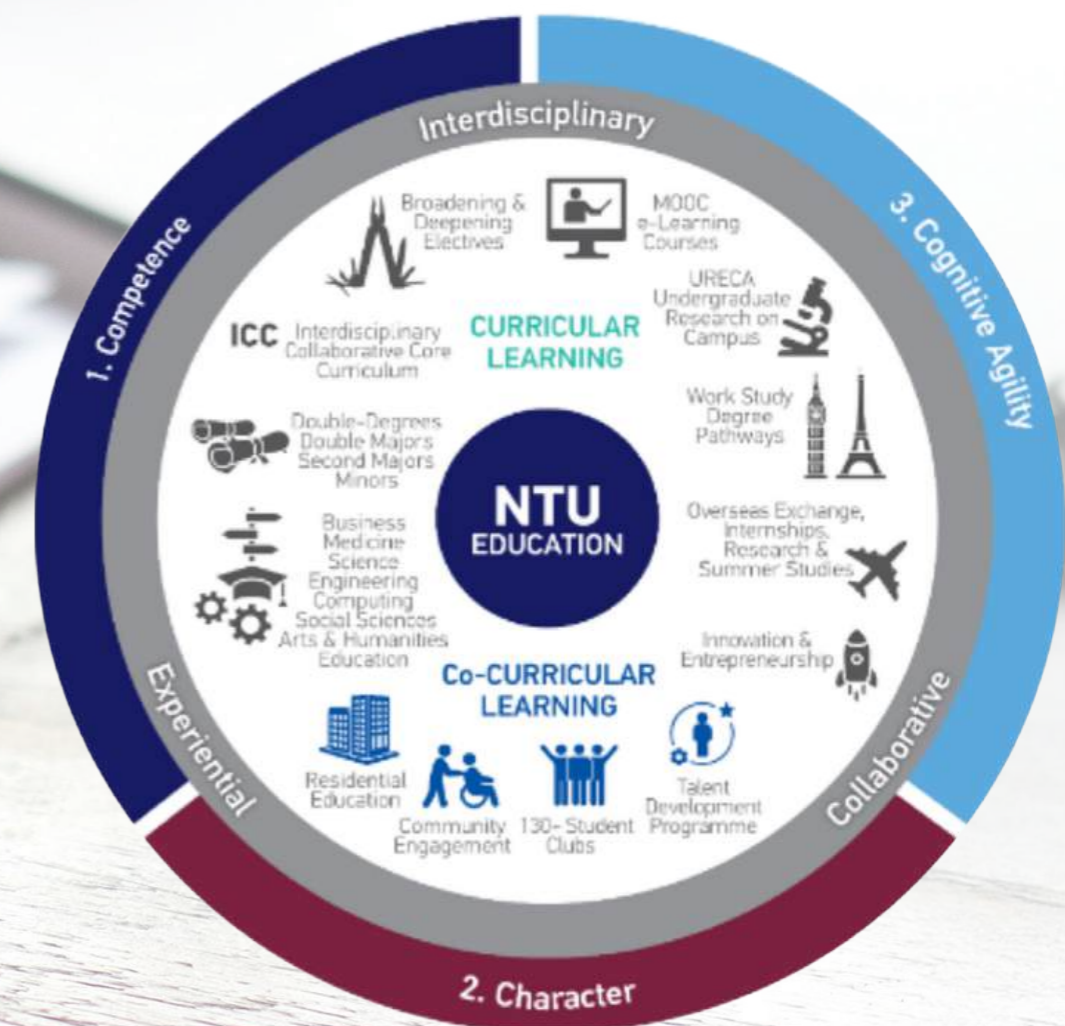 1. Competence
2. Character
3. Cognitive Agility
Interdisciplinary
Experiential
Collaborative
NTU
EDUCATION
CURRICULAR
LEARNING
Broadening &
Deepening
Electives
MOOC
e-Learning
Courses
ICC
Interdisciplinary
Collaborative Core
Curriculum
URECA
Undergraduate
Research on
Campus
Double-Degrees
Double Majors
Second Majors
Minors
Work Study
Degree
Pathways
Business
Medicine
Science
Engineering
Computing
Social Sciences
Arts & Humanities
Education
Overseas Exchange,
Internships,
Research &
Summer Studies
Innovation &
Entrepreneurship
Co-CURRICULAR
LEARNING
Residential
Education
Community
Engagement
130+ Student
Clubs
Talent
Development
Programme